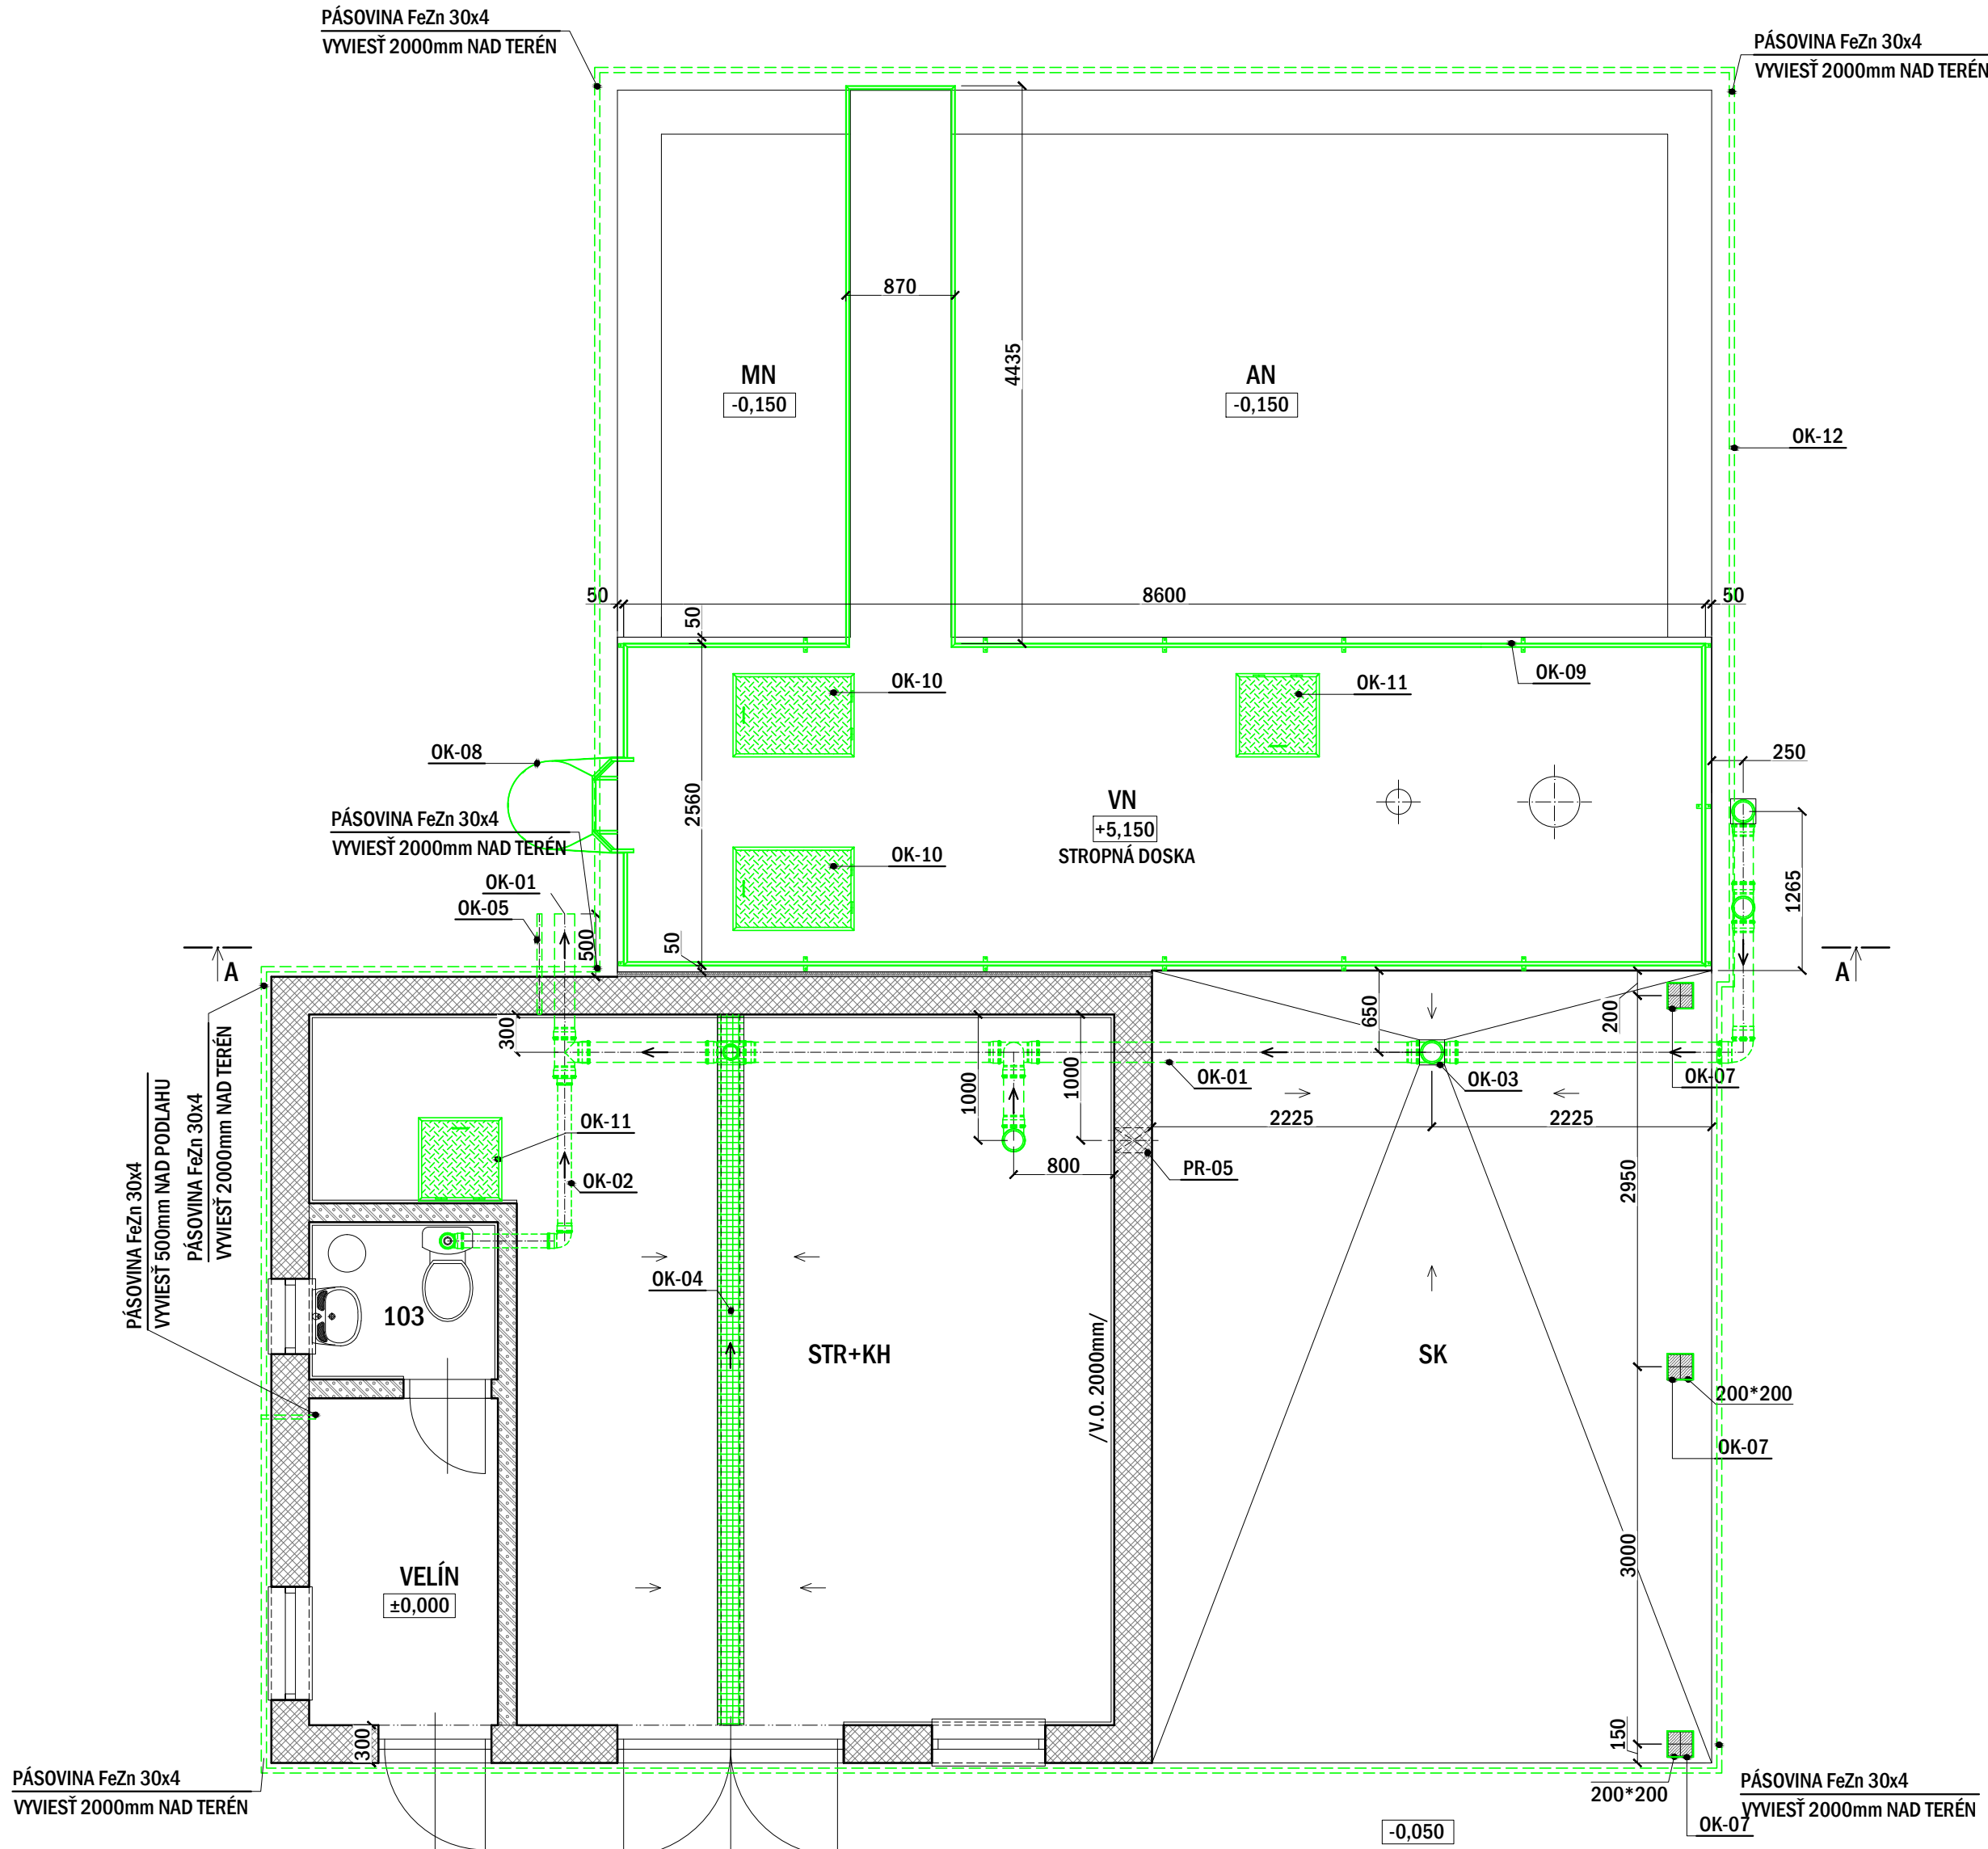 PÁSOVINA FeZn 30x4
VYVIESŤ 2000mm NAD TERÉN
PÁSOVINA FeZn 30x4
VYVIESŤ 2000mm NAD TERÉN
870
4435
MN
-0,150
AN
-0,150
OK-12
50
8600
50
50
OK-10
OK-11
OK-09
OK-08
250
2560
VN
+5,150
STROPNÁ DOSKA
PÁSOVINA FeZn 30x4
VYVIESŤ 2000mm NAD TERÉN
OK-10
OK-01
OK-05
1265
500
50
A
A
300
650
200
1000
1000
OK-01
OK-03
OK-07
2225
2225
OK-11
OK-02
800
PR-05
2950
PÁSOVINA FeZn 30x4
VYVIESŤ 500mm NAD PODLAHU
PÁSOVINA FeZn 30x4
VYVIESŤ 2000mm NAD TERÉN
OK-04
103
STR+KH
/V.O. 2000mm/
SK
200*200
OK-07
3000
VELÍN
±0,000
300
150
PÁSOVINA FeZn 30x4
VYVIESŤ 2000mm NAD TERÉN
200*200
PÁSOVINA FeZn 30x4
VYVIESŤ 2000mm NAD TERÉN
OK-07
-0,050